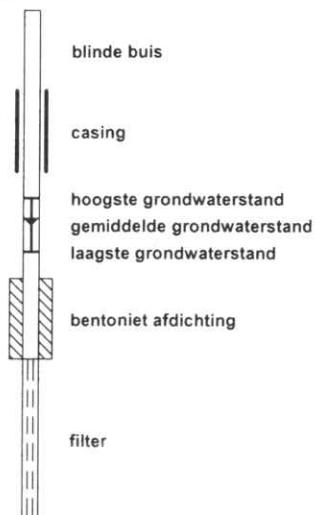 blinde buis
casing
hoogste grondwaterstand
gemiddelde grondwaterstand
laagste grondwaterstand
bentoniet afdichting
filter